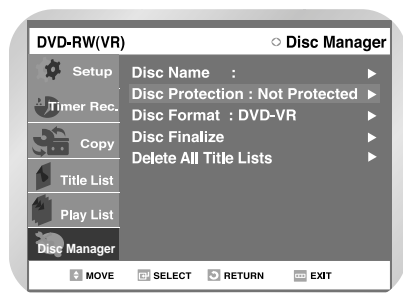 DVD-RW(VR) Disc Manager
Setup
Timer Rec.
Copy
Title List
Play List
Disc Manager
Disc Name :
Disc Protection : Not Protected
Disc Format : DVD-VR
Disc Finalize
Delete All Title Lists
MOVE SELECT RETURN EXIT